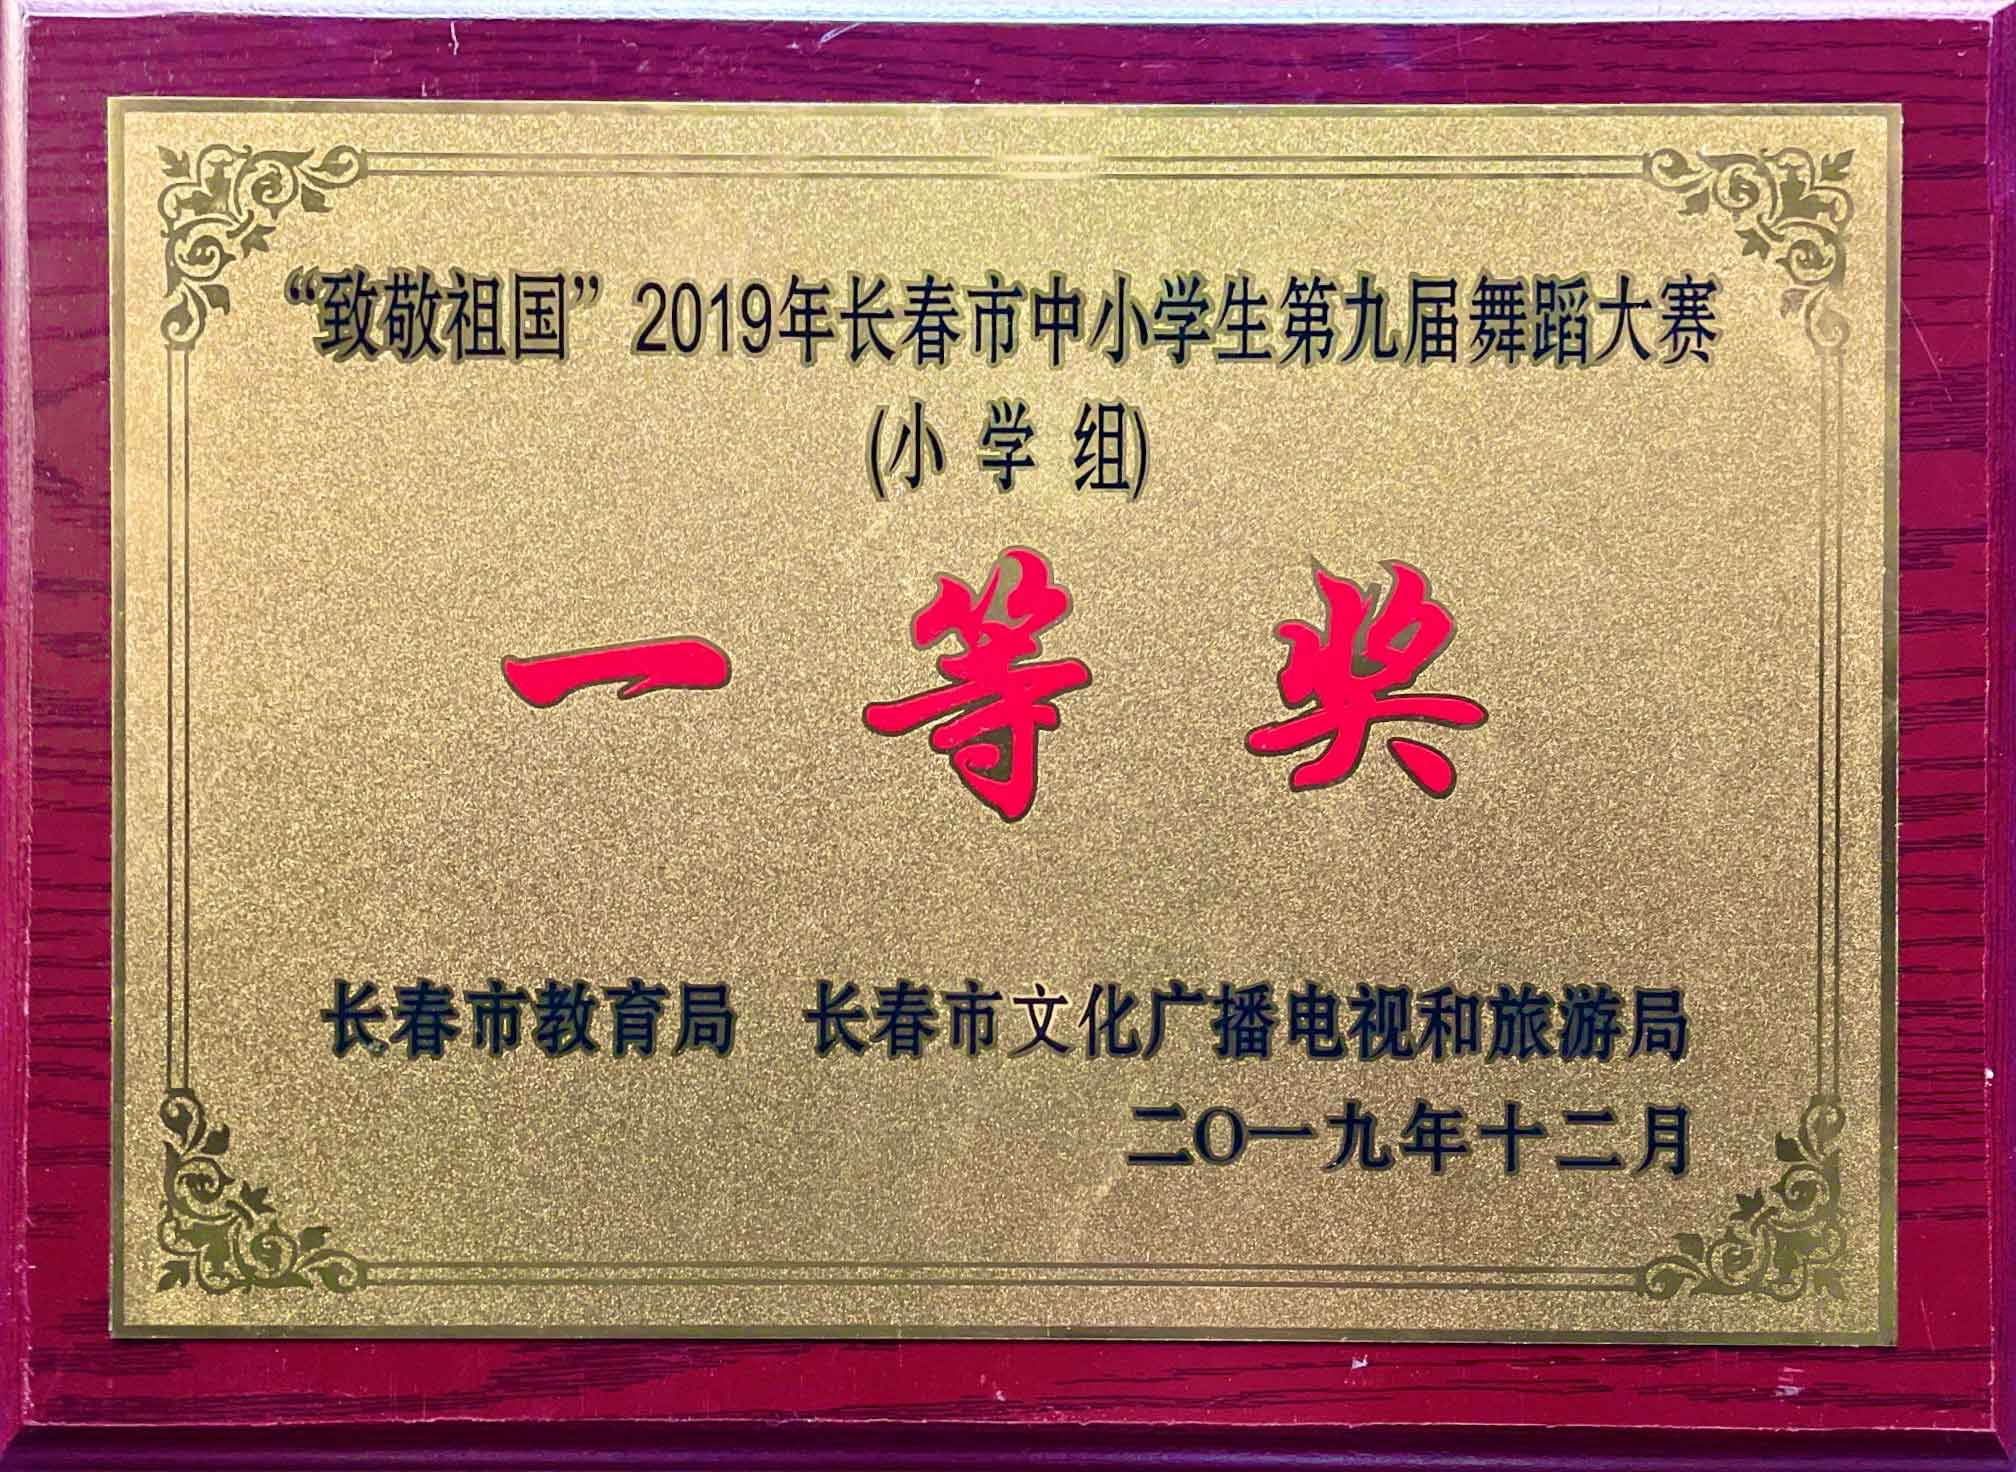 “致敬祖国”2019年长春市中小学生第九届舞蹈大赛
(小学组)
一等奖
长春市教育局 长春市文化广播电视和旅游局
二〇一九年十二月